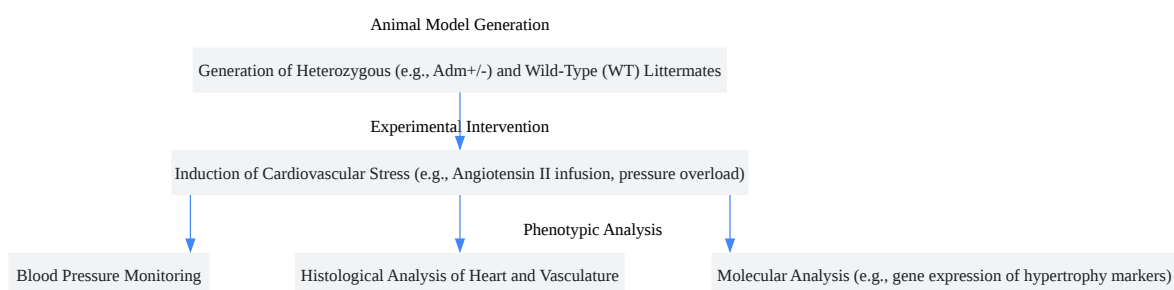 Animal Model Generation
Generation of Heterozygous (e.g., Adm+/-) and Wild-Type (WT) Littermates
Experimental Intervention
Induction of Cardiovascular Stress (e.g., Angiotensin II infusion, pressure overload)
Phenotypic Analysis
Blood Pressure Monitoring
Histological Analysis of Heart and Vasculature
Molecular Analysis (e.g., gene expression of hypertrophy markers)